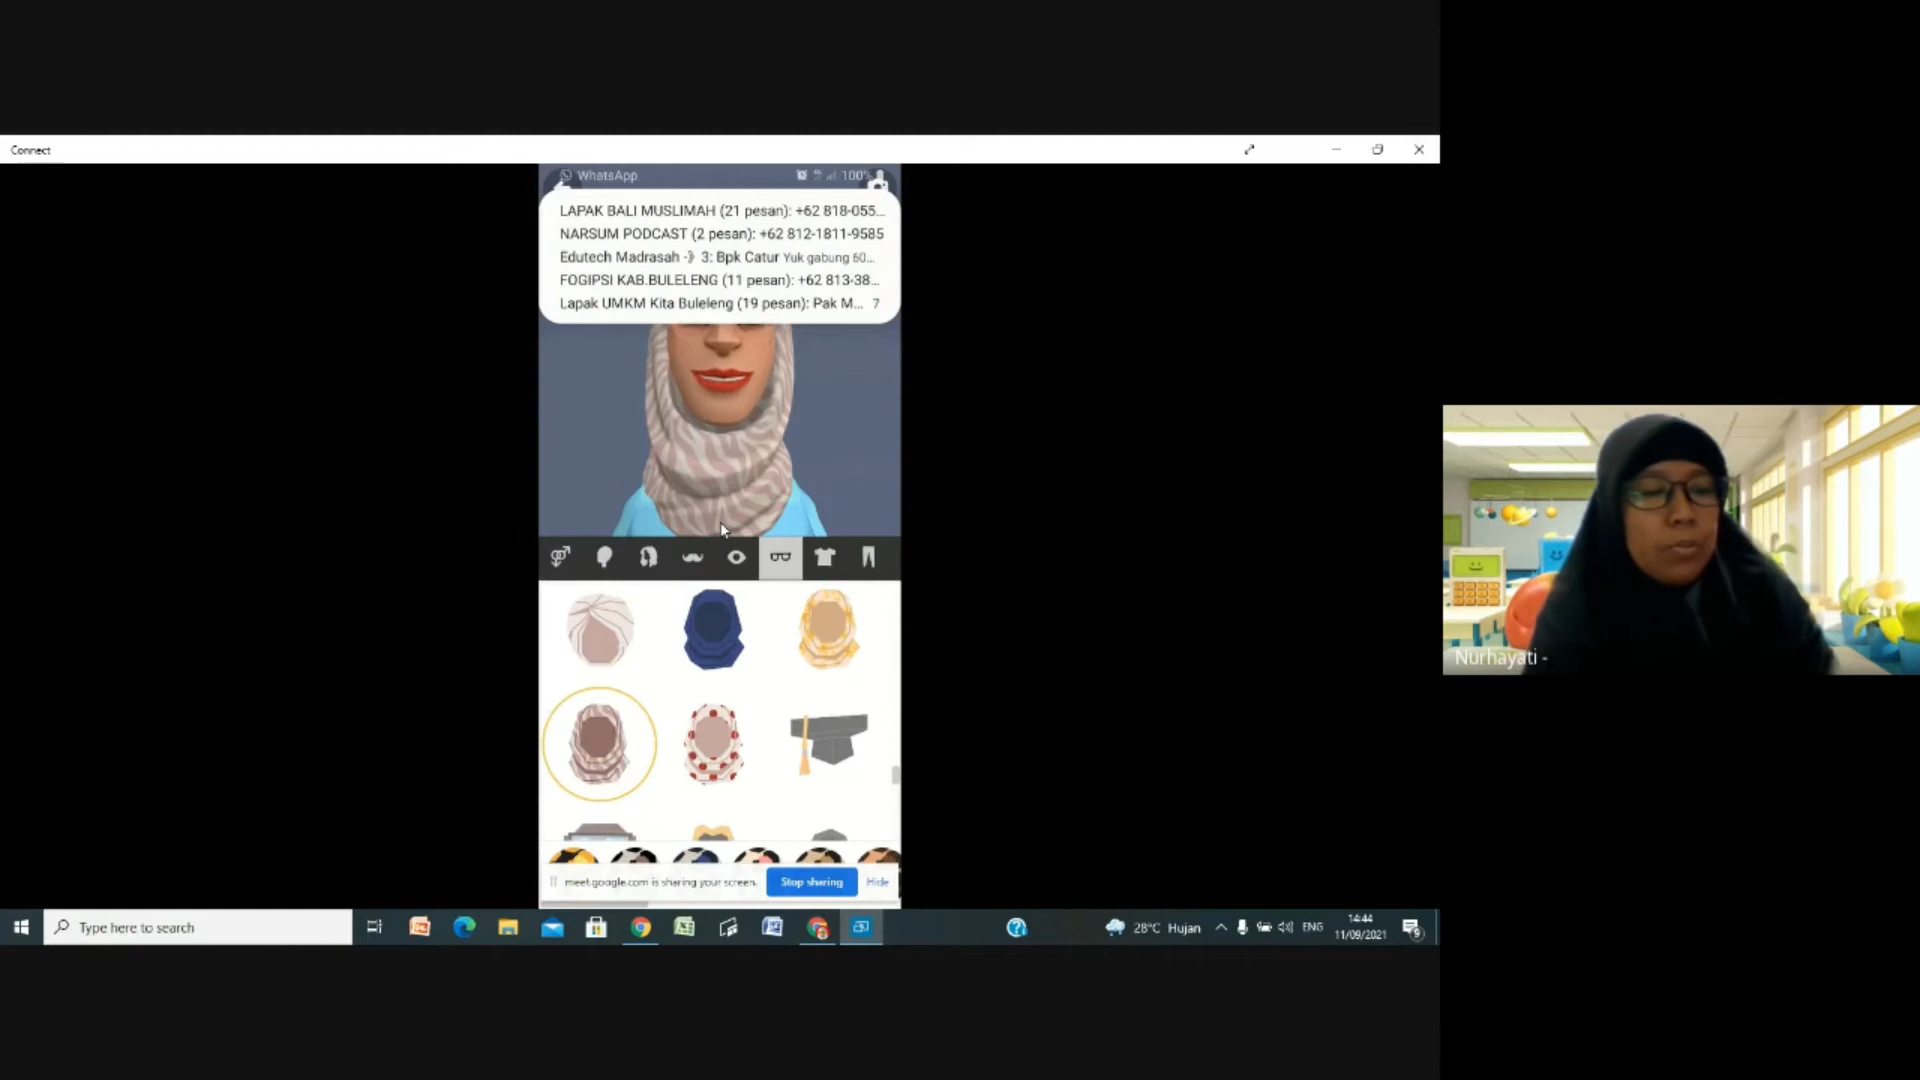 Connect
WhatsApp
100%
LAPAK BALI MUSLIMAH (21 pesan): +62 818-055...
NARSUM PODCAST (2 pesan): +62 812-1811-9585
Edutech Madrasah -》 3: Bpk Catur Yuk gabung 60...
FOGIPSI KAB.BULELENG (11 pesan): +62 813-38...
Lapak UMKM Kita Buleleng (19 pesan): Pak M... 7
Nurhayati -
meet.google.com is sharing your screen.
Stop sharing
Hide
Type here to search
28°C Hujan
ENG
14:44
11/09/2021
9